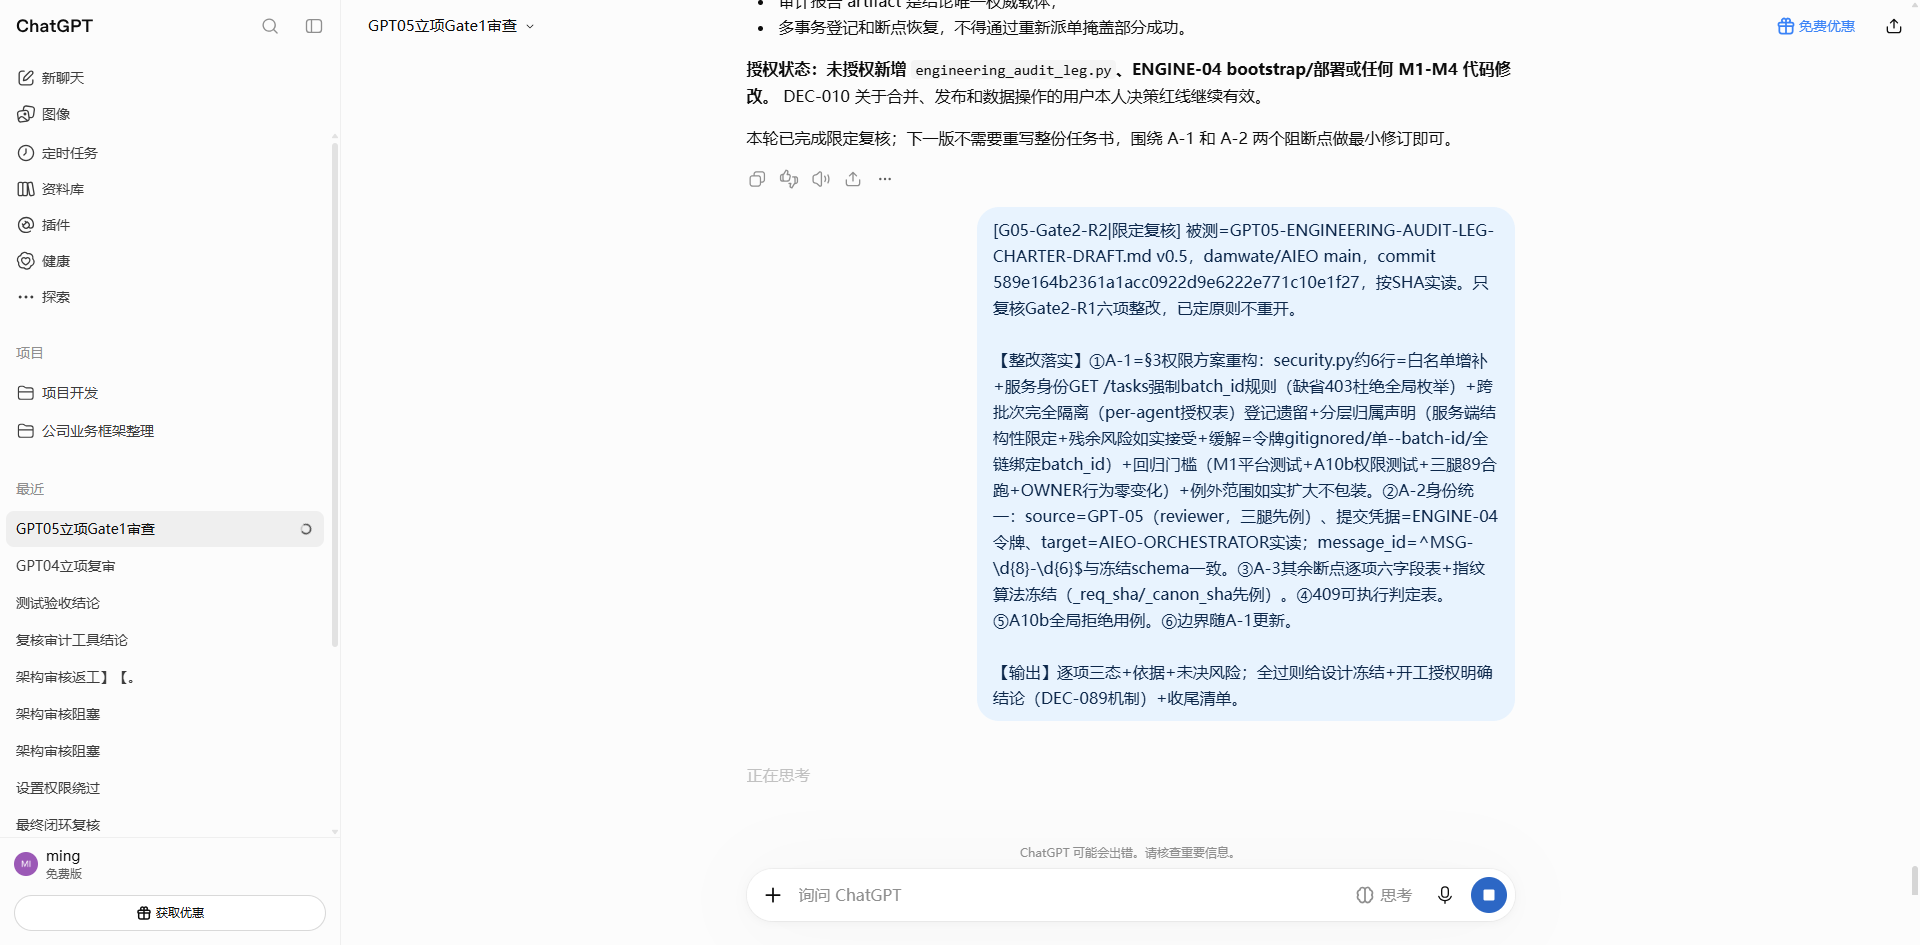 ChatGPT
新聊天
图像
定时任务
资料库
插件
健康
探索
项目
项目开发
公司业务框架整理
最近
GPT05立项Gate1审查
GPT04立项复审
测试验收结论
复核审计工具结论
架构审核返工】【。
架构审核阻塞
架构审核阻塞
设置权限绕过
最终闭环复核
MI
ming
免费版
获取优惠
GPT05立项Gate1审查
免费优惠
审计报告 artifact 是结论唯一权威载体；
多事务登记和断点恢复，不得通过重新派单掩盖部分成功。
授权状态：未授权新增 engineering_audit_leg.py、ENGINE-04 bootstrap/部署或任何 M1-M4 代码修
改。 DEC-010 关于合并、发布和数据操作的用户本人决策红线继续有效。
本轮已完成限定复核；下一版不需要重写整份任务书，围绕 A-1 和 A-2 两个阻断点做最小修订即可。
[G05-Gate2-R2|限定复核] 被测=GPT05-ENGINEERING-AUDIT-LEG-
CHARTER-DRAFT.md v0.5，damwate/AIEO main，commit
589e164b2361a1acc0922d9e6222e771c10e1f27，按SHA实读。只
复核Gate2-R1六项整改，已定原则不重开。
【整改落实】①A-1=§3权限方案重构：security.py约6行=白名单增补
+服务身份GET /tasks强制batch_id规则（缺省403杜绝全局枚举）+跨
批次完全隔离（per-agent授权表）登记遗留+分层归属声明（服务端结
构性限定+残余风险如实接受+缓解=令牌gitignored/单--batch-id/全
链绑定batch_id）+回归门槛（M1平台测试+A10b权限测试+三腿89合
跑+OWNER行为零变化）+例外范围如实扩大不包装。②A-2身份统
一：source=GPT-05（reviewer，三腿先例）、提交凭据=ENGINE-04
令牌、target=AIEO-ORCHESTRATOR实读；message_id=^MSG-
\d{8}-\d{6}$与冻结schema一致。③A-3其余断点逐项六字段表+指纹
算法冻结（_req_sha/_canon_sha先例）。④409可执行判定表。
⑤A10b全局拒绝用例。⑥边界随A-1更新。
【输出】逐项三态+依据+未决风险；全过则给设计冻结+开工授权明确
结论（DEC-089机制）+收尾清单。
正在思考
ChatGPT 可能会出错。请核查重要信息。
询问 ChatGPT
思考